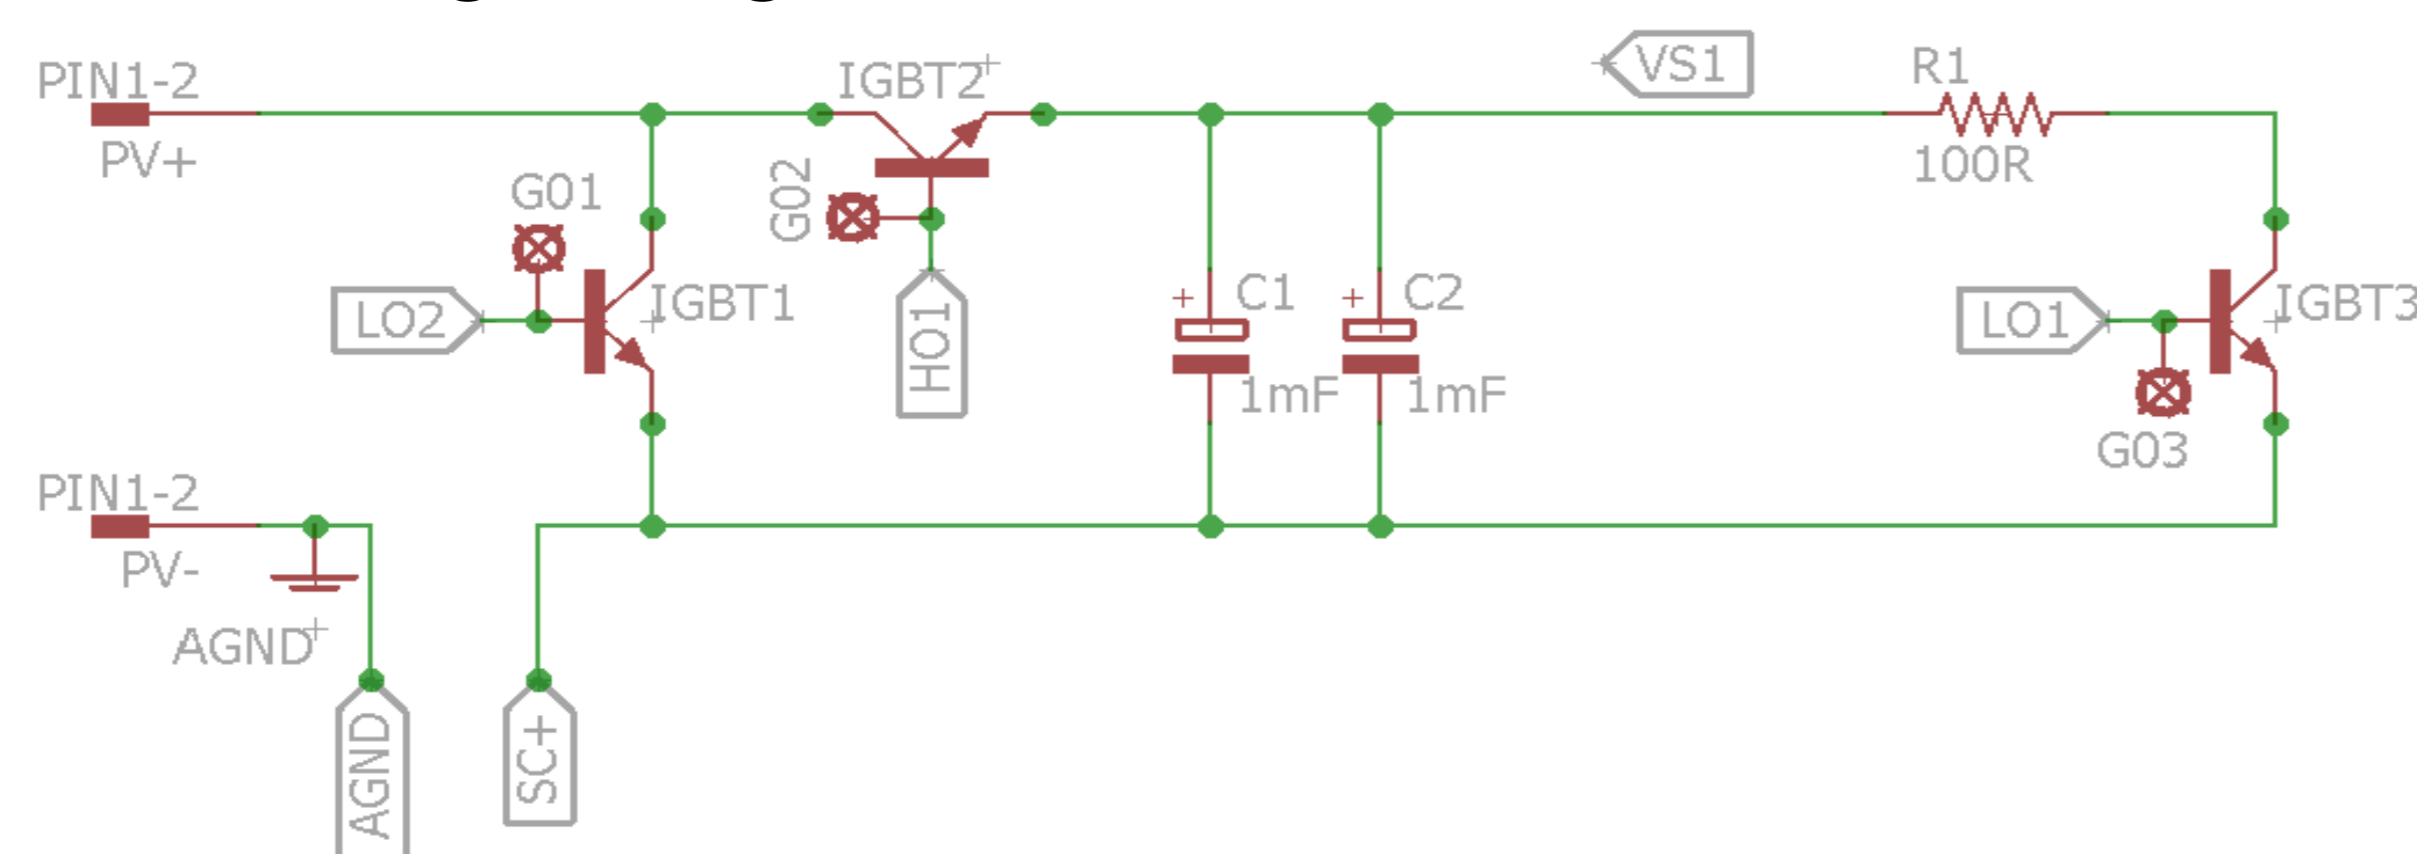 PIN1-2
PV+
IGBT2
VS1
R1
100R
G01
G02
LO2
IGBT1
HO1
C1
1mF
C2
1mF
LO1
IGBT3
G03
PIN1-2
PV-
AGND
AGND
SC+